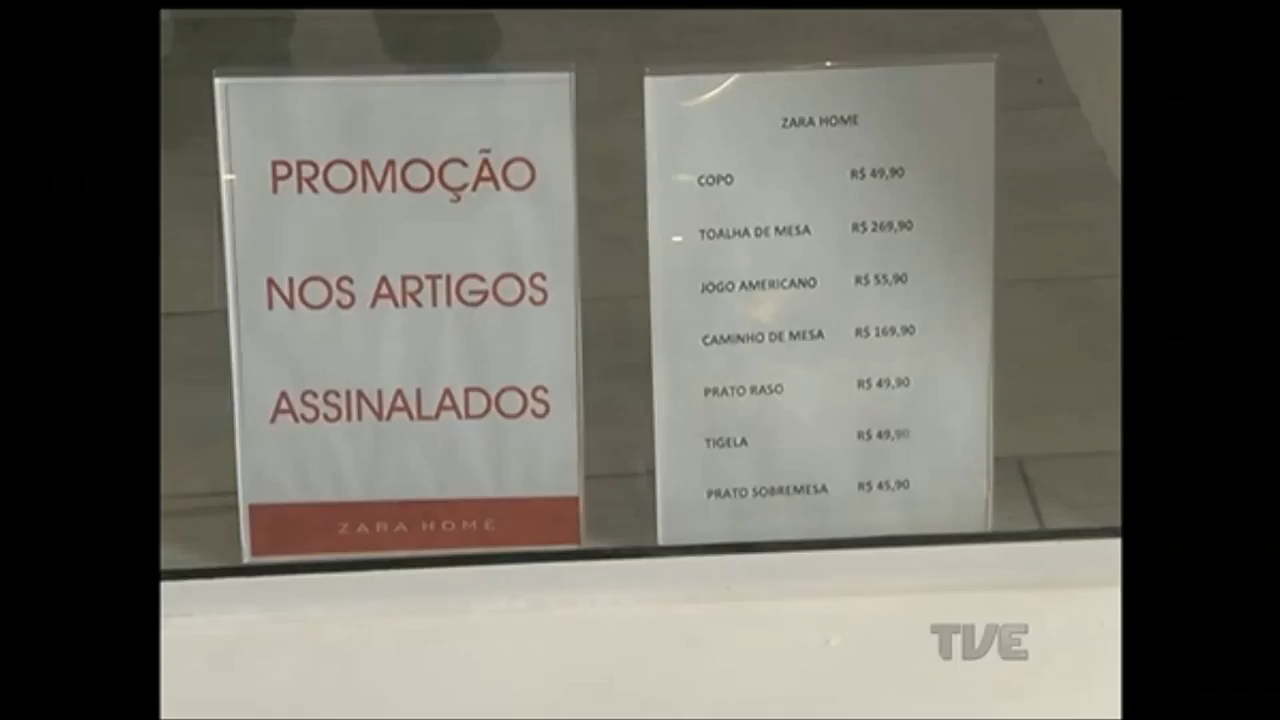 PROMOÇÃO
NOS ARTIGOS
ASSINALADOS
ZARA HOME
ZARA HOME
COPO R$ 49,90
TOALHA DE MESA R$ 269,90
JOGO AMERICANO R$ 55,90
CAMINHO DE MESA R$ 169,90
PRATO RASO R$ 49,90
TIGELA R$ 49,90
PRATO SOBREMESA R$ 45,90
TVE